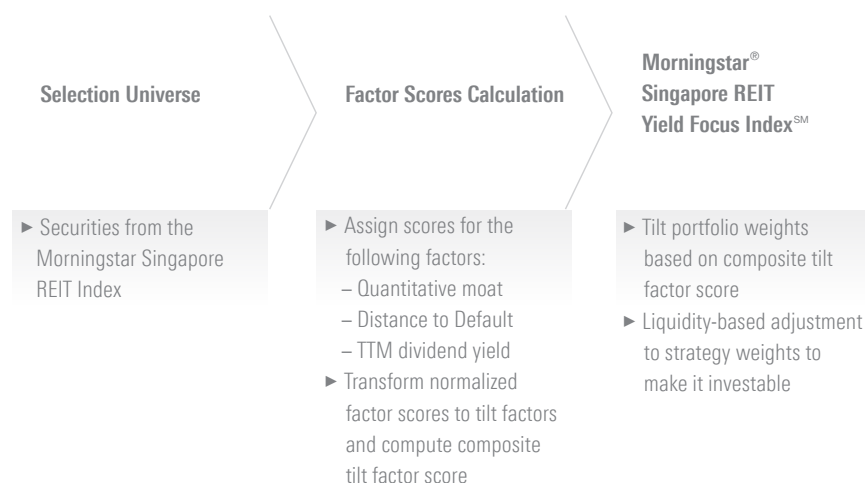 Selection Universe
Factor Scores Calculation
Morningstar®
Singapore REIT
Yield Focus Index℠
► Securities from the
Morningstar Singapore
REIT Index
► Assign scores for the
following factors:
– Quantitative moat
– Distance to Default
– TTM dividend yield
► Transform normalized
factor scores to tilt factors
and compute composite
tilt factor score
► Tilt portfolio weights
based on composite tilt
factor score
► Liquidity-based adjustment
to strategy weights to
make it investable